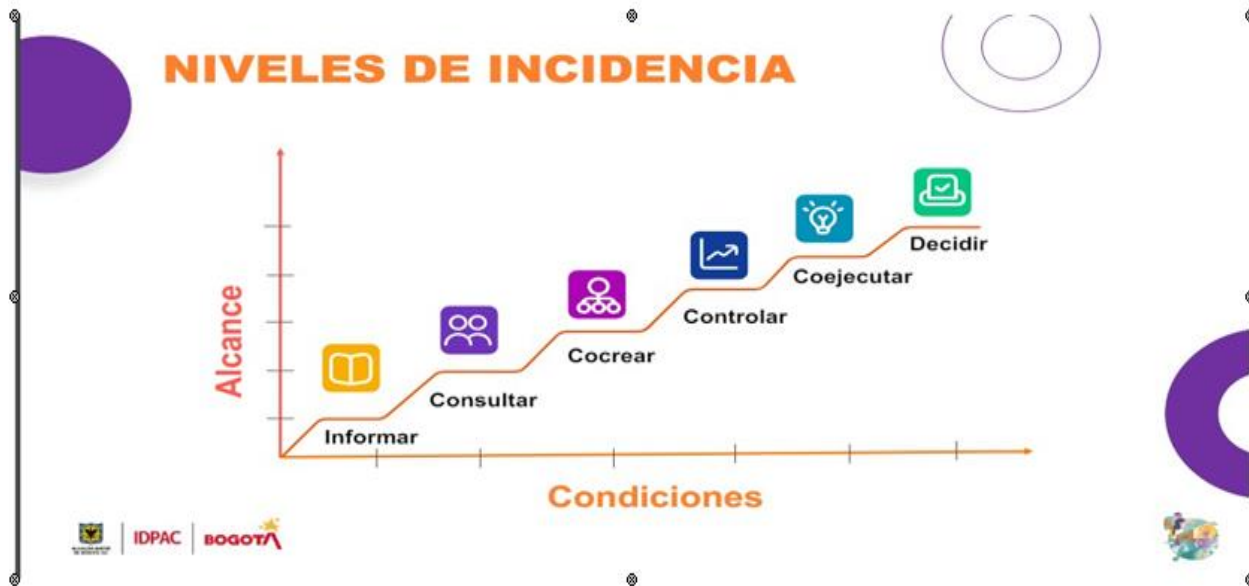 NIVELES DE INCIDENCIA
Alcance
Decidir
Coejecutar
Controlar
Cocrear
Consultar
Informar
Condiciones
IDPAC
BOGOTÁ